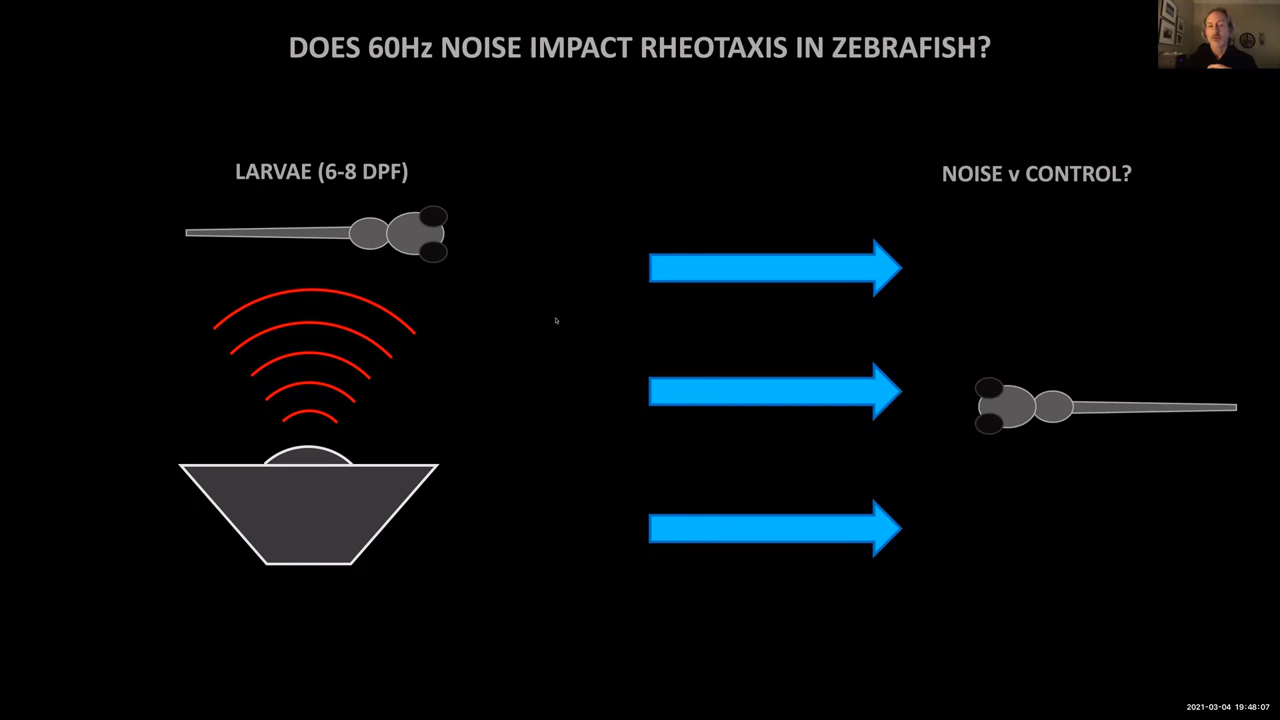 DOES 60Hz NOISE IMPACT RHEOTAXIS IN ZEBRAFISH?
LARVAE (6-8 DPF)
NOISE v CONTROL?
2021-03-04 19:48:07